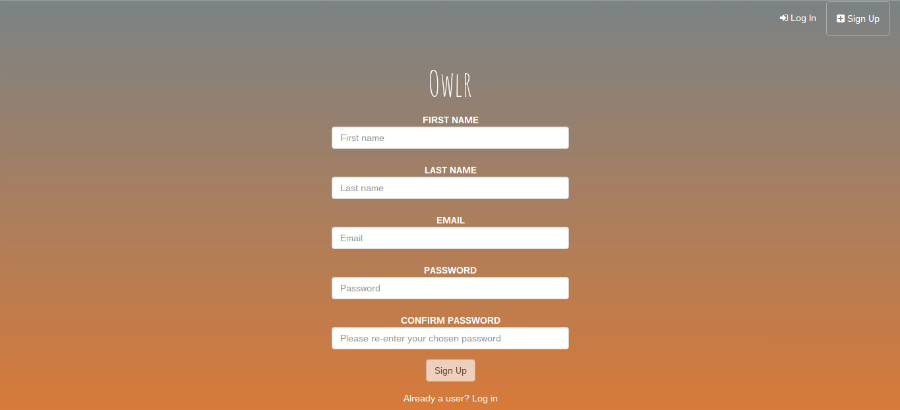 Log In Sign Up
Owlr
FIRST NAME
First name
LAST NAME
Last name
EMAIL
Email
PASSWORD
Password
CONFIRM PASSWORD
Please re-enter your chosen password
Sign Up
Already a user? Log in